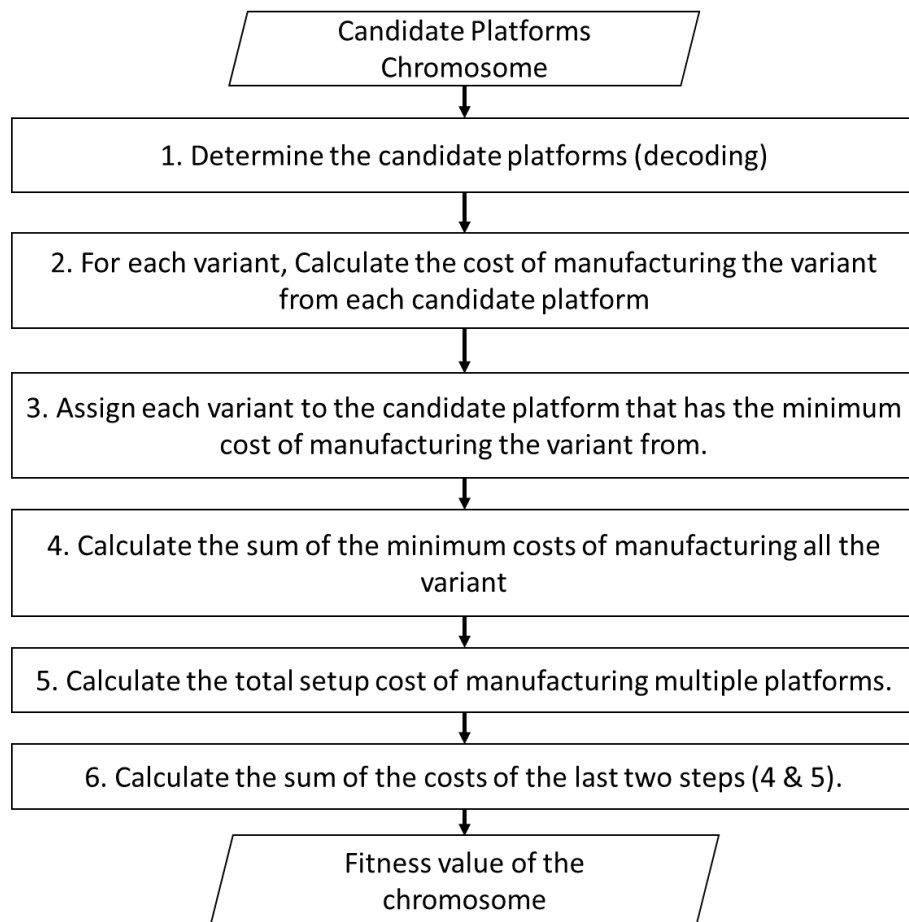 Candidate Platforms
Chromosome
1. Determine the candidate platforms (decoding)
2. For each variant, Calculate the cost of manufacturing the variant
from each candidate platform
3. Assign each variant to the candidate platform that has the minimum
cost of manufacturing the variant from.
4. Calculate the sum of the minimum costs of manufacturing all the
variant
5. Calculate the total setup cost of manufacturing multiple platforms.
6. Calculate the sum of the costs of the last two steps (4 & 5).
Fitness value of the
chromosome